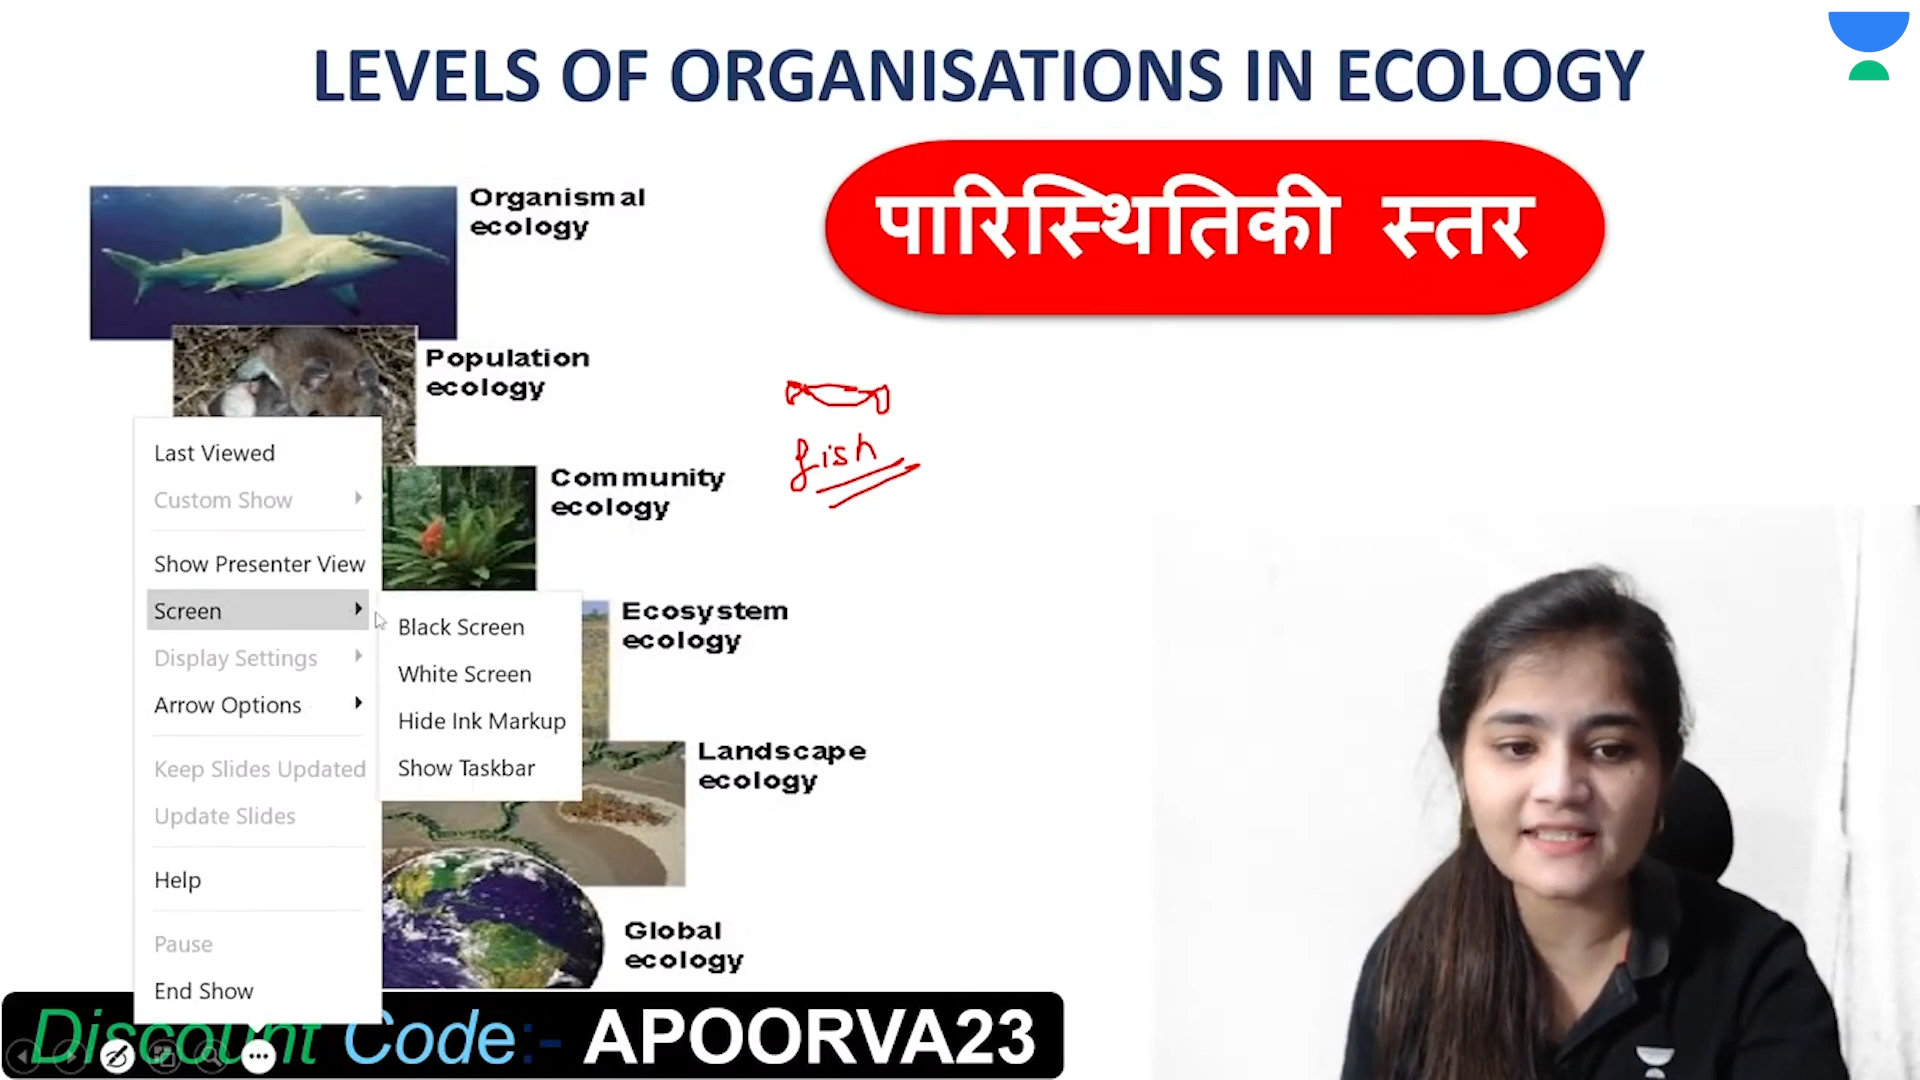 LEVELS OF ORGANISATIONS IN ECOLOGY
पारिस्थितिकी स्तर
Organismal
ecology
Population
ecology
fish
Community
ecology
Ecosystem
ecology
Landscape
ecology
Global
ecology
Last Viewed
Custom Show
Show Presenter View
Screen
Display Settings
Arrow Options
Keep Slides Updated
Update Slides
Help
Pause
End Show
Black Screen
White Screen
Hide Ink Markup
Show Taskbar
Discount Code:- APOORVA23